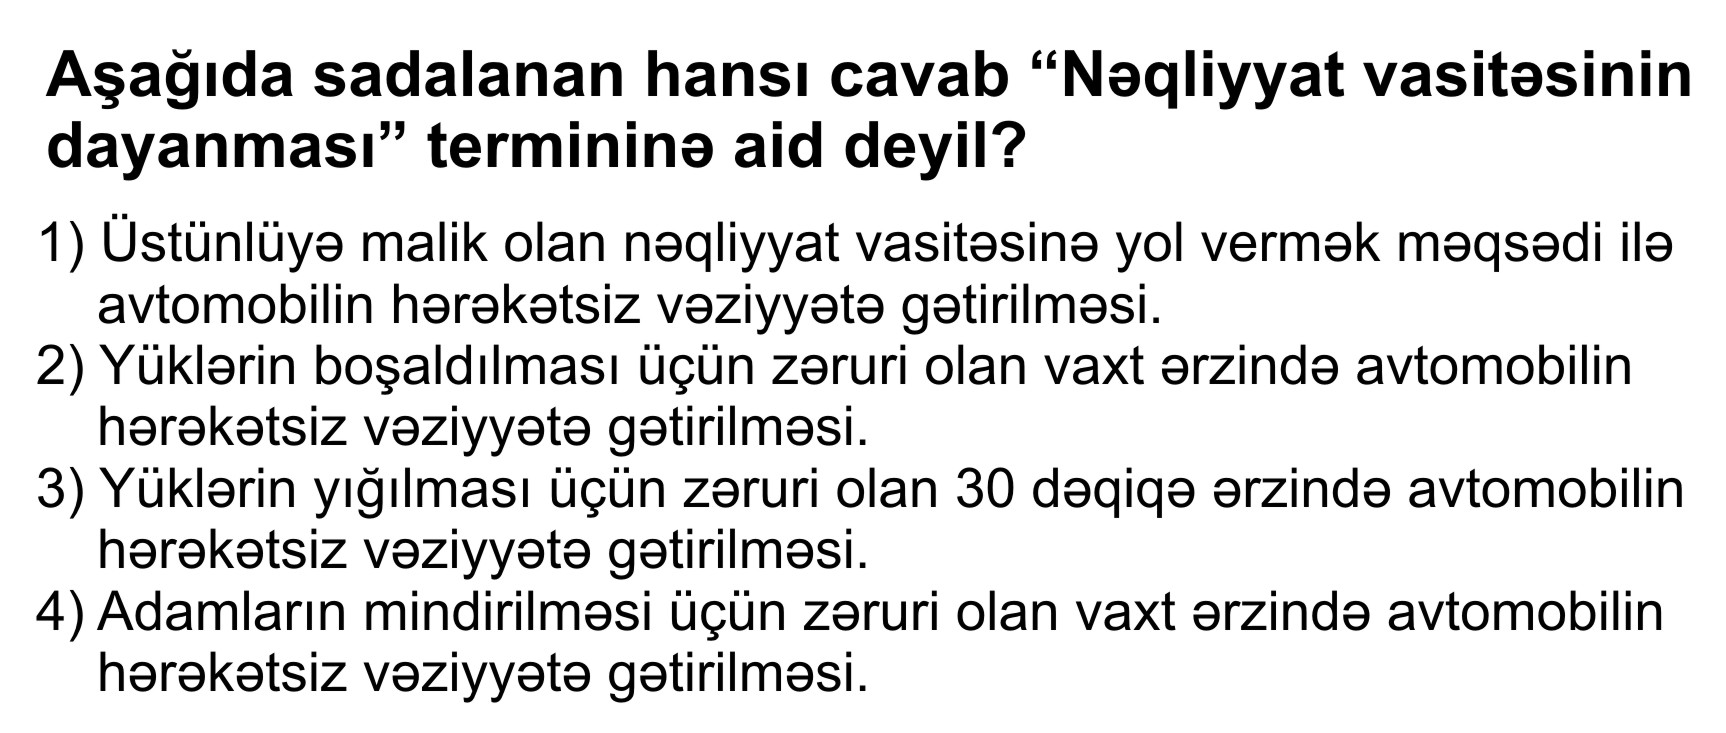 Aşağıda sadalanan hansı cavab “Nəqliyyat vasitəsinin
dayanması” termininə aid deyil?
1) Üstünlüyə malik olan nəqliyyat vasitəsinə yol vermək məqsədi ilə
avtomobilin hərəkətsiz vəziyyətə gətirilməsi.
2) Yüklərin boşaldılması üçün zəruri olan vaxt ərzində avtomobilin
hərəkətsiz vəziyyətə gətirilməsi.
3) Yüklərin yığılması üçün zəruri olan 30 dəqiqə ərzində avtomobilin
hərəkətsiz vəziyyətə gətirilməsi.
4) Adamların mindirilməsi üçün zəruri olan vaxt ərzində avtomobilin
hərəkətsiz vəziyyətə gətirilməsi.